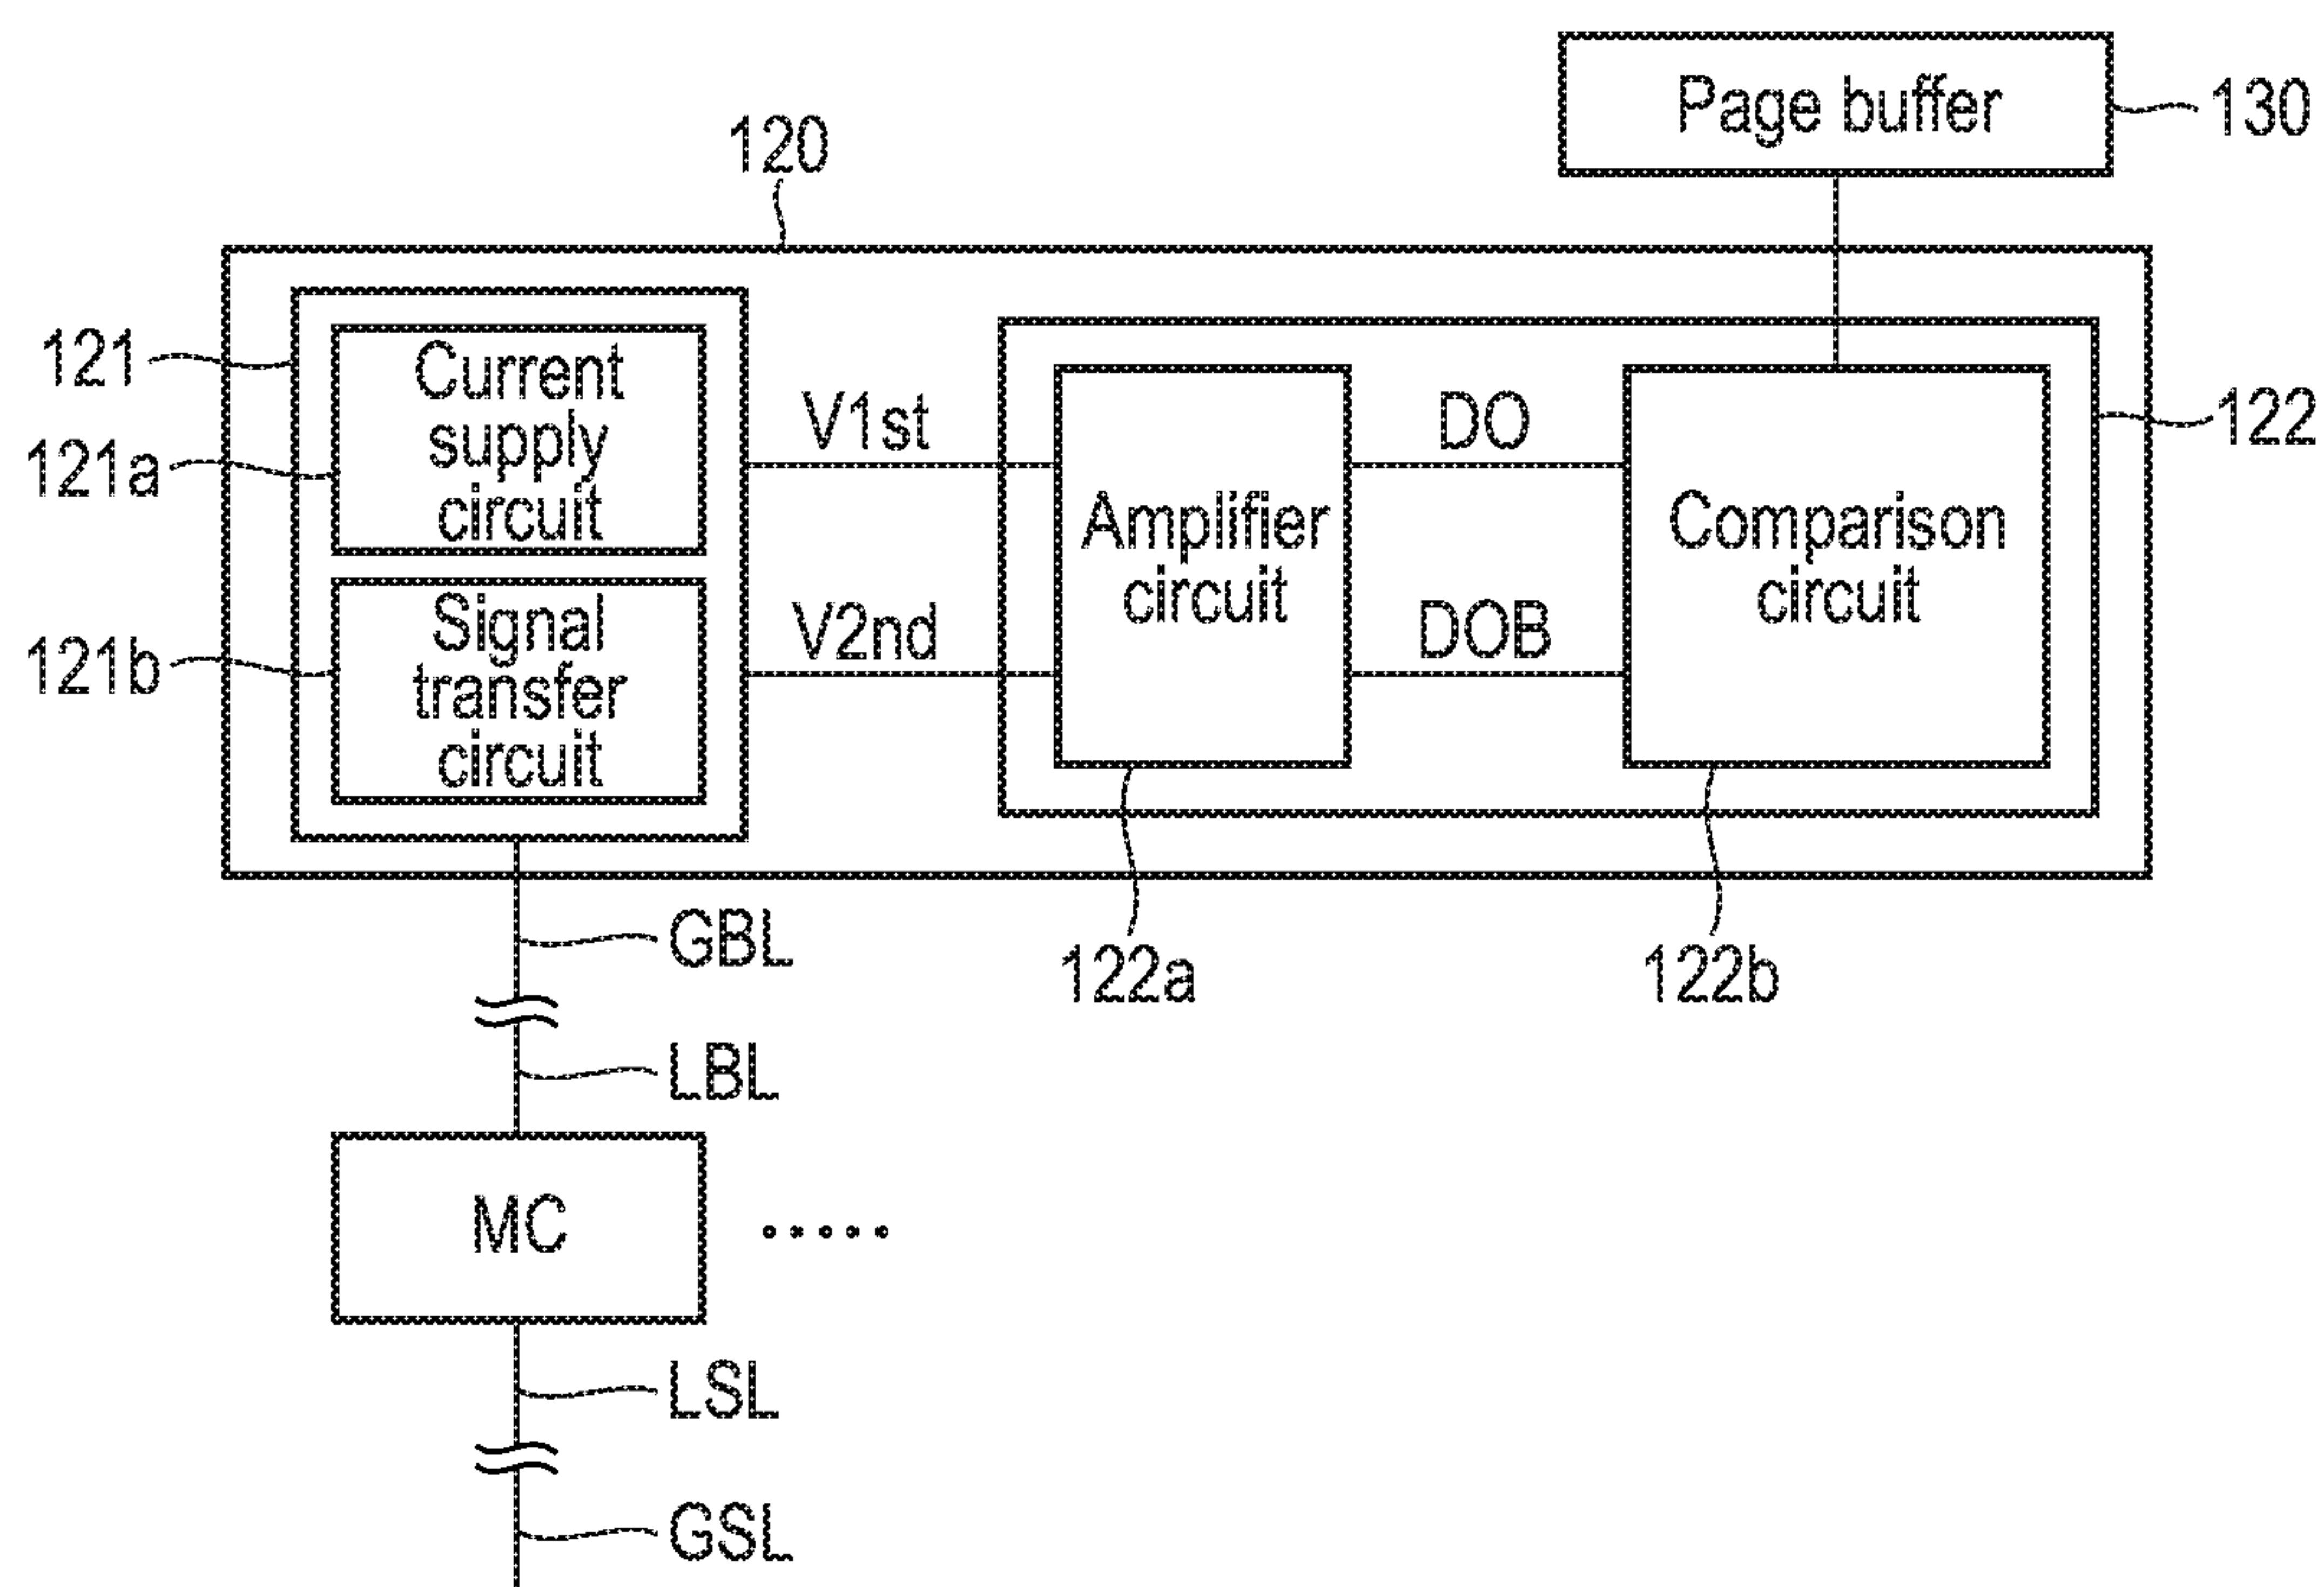 Page buffer
130
120
121
Current
supply
circuit
121a
Signal
transfer
circuit
121b
V1st
V2nd
Amplifier
circuit
DO
DOB
Comparison
circuit
122
122a
122b
GBL
LBL
MC
LSL
GSL